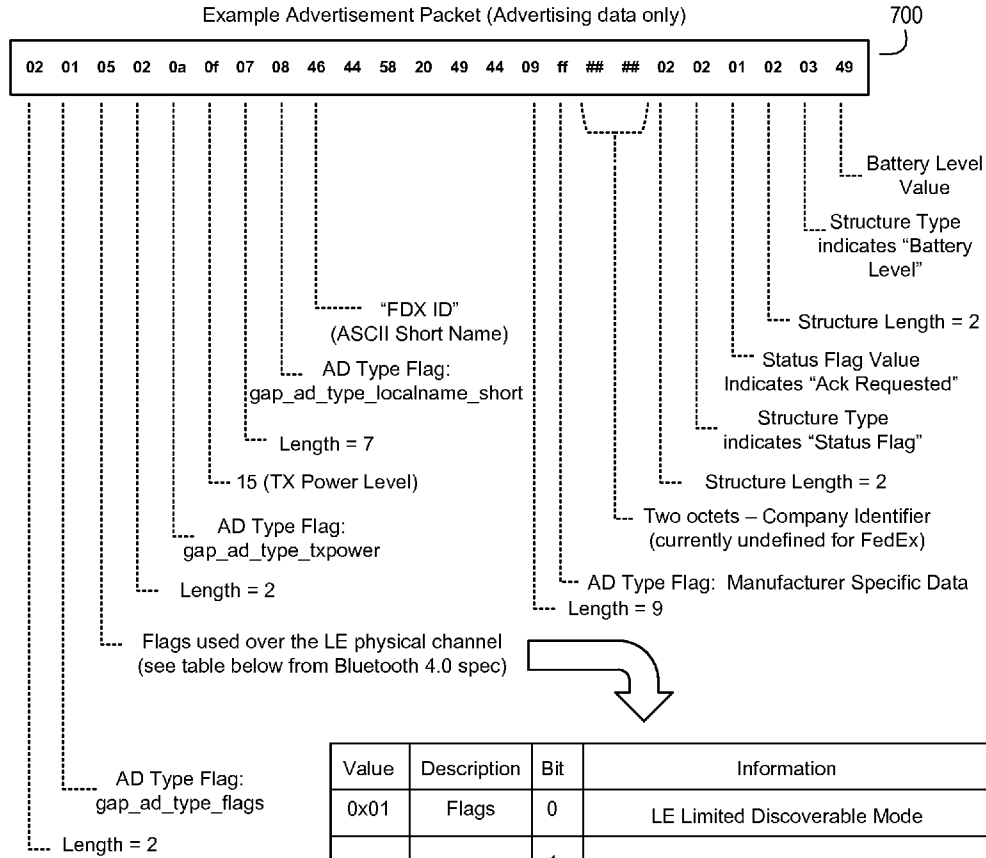 Example Advertisement Packet (Advertising data only)
700
02 01 05 02 0a 0f 07 08 46 44 58 20 49 44 09 ff ## ## 02 02 01 02 03 49
Battery Level
Value
Structure Type
indicates “Battery
Level”
“FDX ID”
(ASCII Short Name)
Structure Length = 2
AD Type Flag:
gap_ad_type_localname_short
Status Flag Value
Indicates “Ack Requested”
Length = 7
Structure Type
indicates “Status Flag”
15 (TX Power Level)
Structure Length = 2
AD Type Flag:
gap_ad_type_txpower
Two octets – Company Identifier
(currently undefined for FedEx)
Length = 2
AD Type Flag: Manufacturer Specific Data
Length = 9
Flags used over the LE physical channel
(see table below from Bluetooth 4.0 spec)
AD Type Flag:
gap_ad_type_flags
Length = 2
Value Description Bit Information
0x01 Flags 0 LE Limited Discoverable Mode